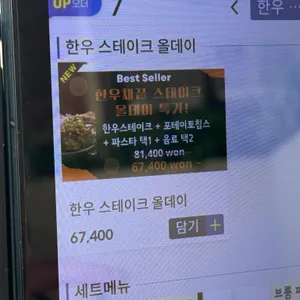 UP 오더
한우 ...
한우 스테이크 올데이
NEW
Best Seller
한우채끝 스테이크
올데이 특가!
한우스테이크 + 포테이토칩스
+ 파스타 택1 + 음료 택2
81,400 won
67,400 won
한우 스테이크 올데이
67,400
담기 +
세트메뉴